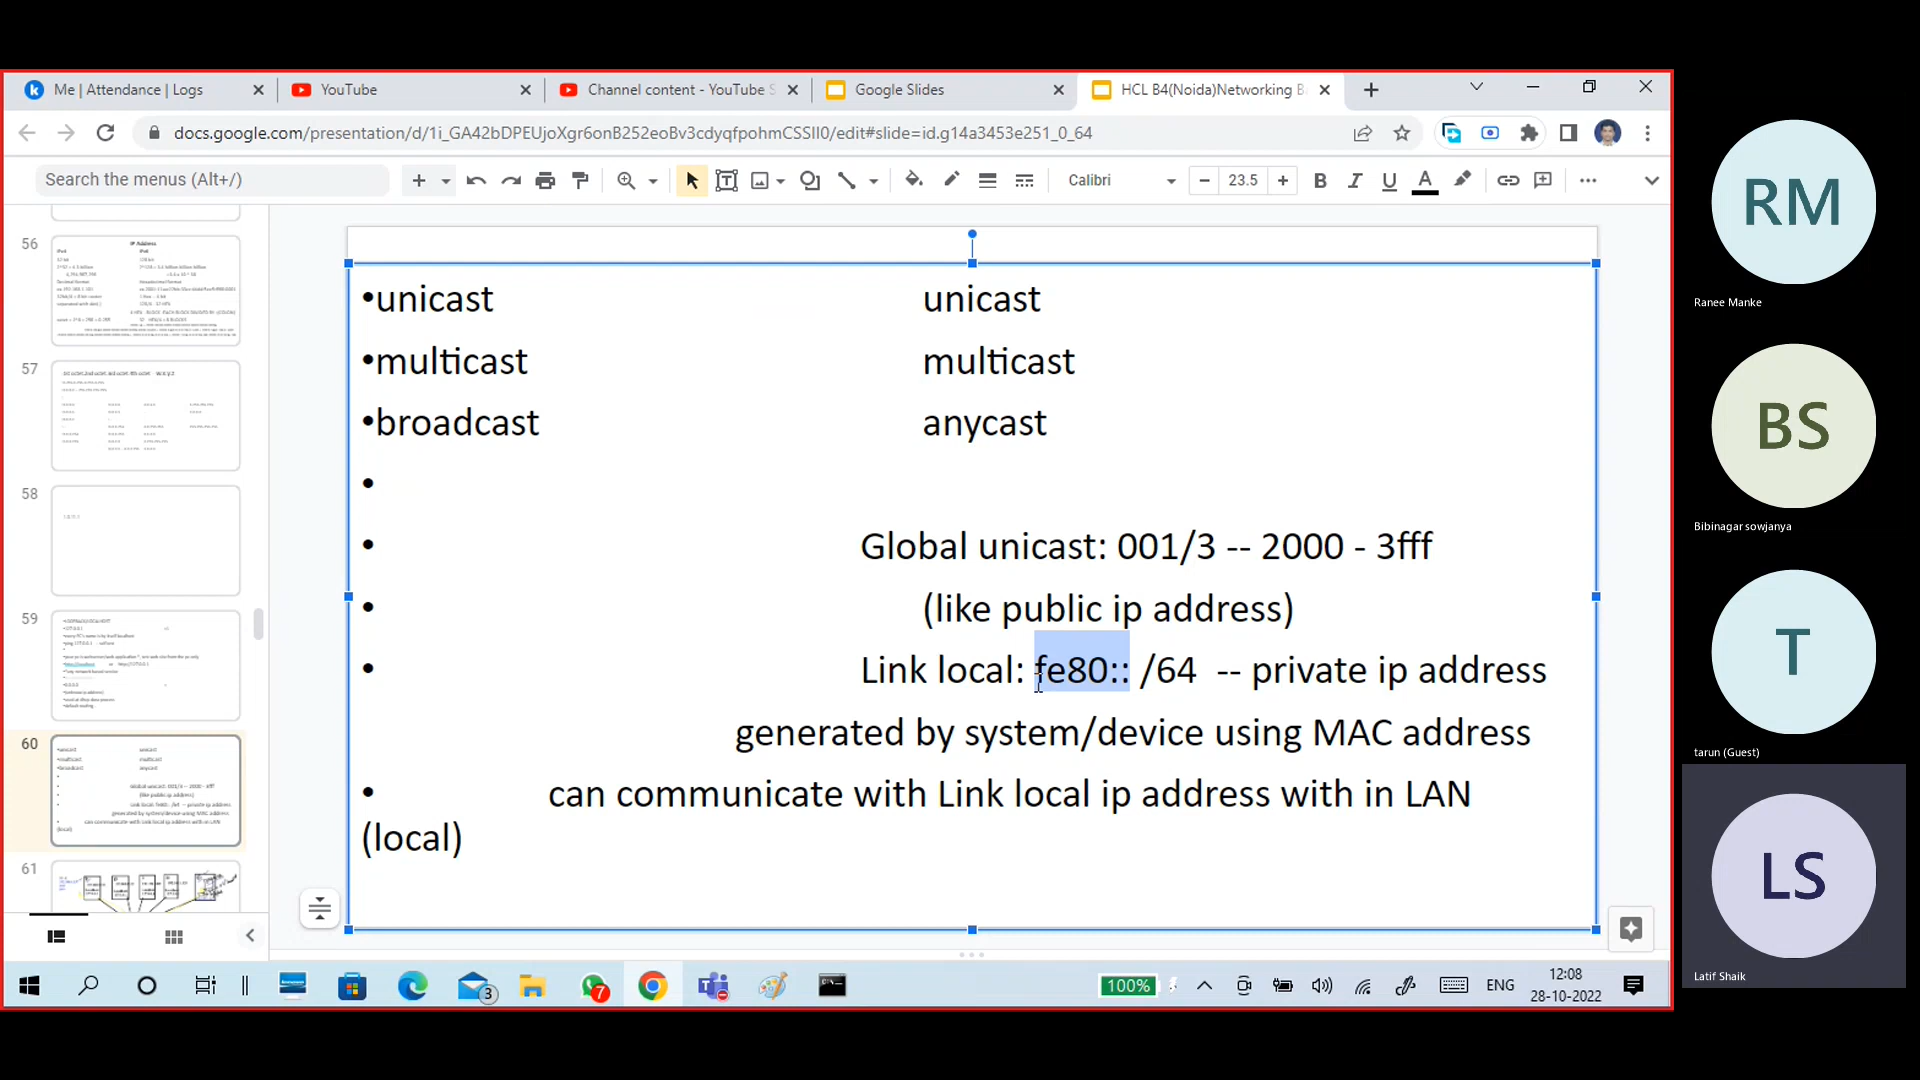 Me | Attendance | Logs
YouTube
Channel content - YouTube S
Google Slides
HCL B4(Noida)Networking B
docs.google.com/presentation/d/1i_GA42bDPEUjoXgr6onB252eoBv3cdyqfpohmCSSlI0/edit#slide=id.g14a3453e251_0_64
Search the menus (Alt+/)
Calibri
23.5
B I U A
56
57
58
59
60
61
•unicast unicast
•multicast multicast
•broadcast anycast
•
• Global unicast: 001/3 -- 2000 - 3fff
• (like public ip address)
• Link local: fe80:: /64 -- private ip address
generated by system/device using MAC address
• can communicate with Link local ip address with in LAN
(local)
RM
Ranee Manke
BS
Bibinagar sowjanya
T
tarun (Guest)
LS
Latif Shaik
3
7
100%
ENG
12:08
28-10-2022